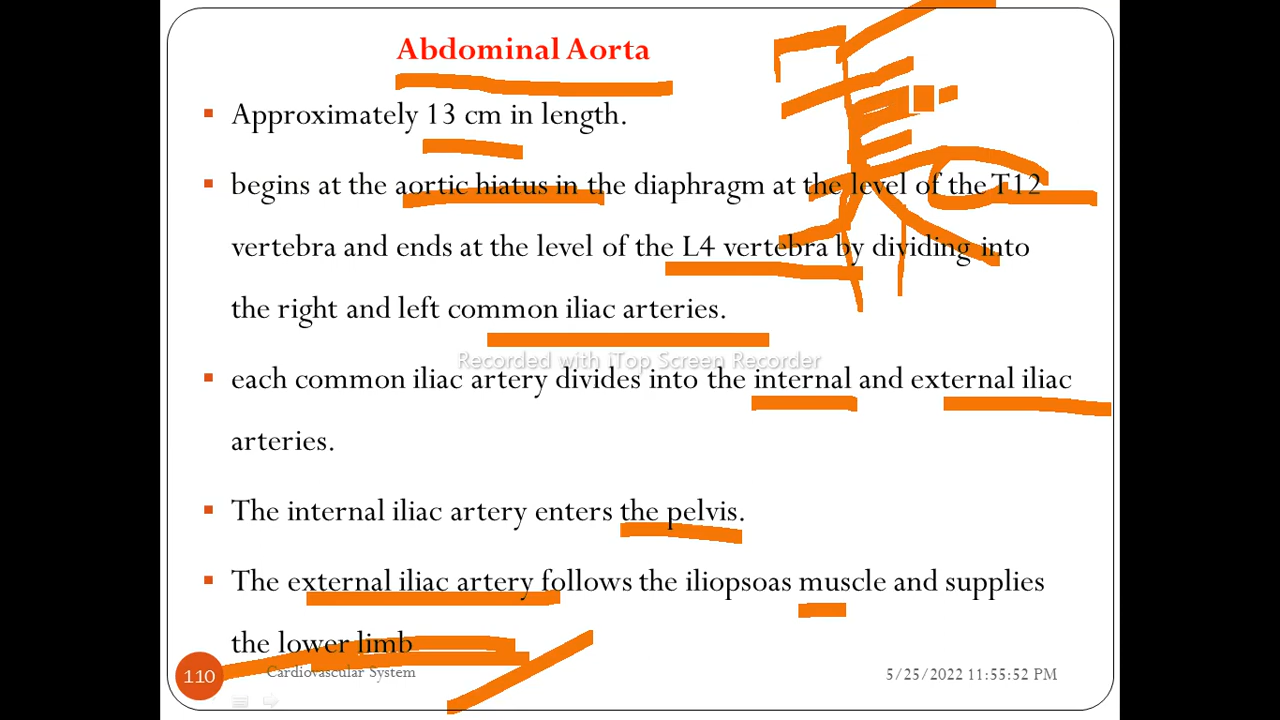 Abdominal Aorta
▪ Approximately 13 cm in length.
▪ begins at the aortic hiatus in the diaphragm at the level of the T12
vertebra and ends at the level of the L4 vertebra by dividing into
the right and left common iliac arteries.
Recorded with iTop Screen Recorder
▪ each common iliac artery divides into the internal and external iliac
arteries.
▪ The internal iliac artery enters the pelvis.
▪ The external iliac artery follows the iliopsoas muscle and supplies
the lower limb
110 Cardiovascular System 5/25/2022 11:55:52 PM